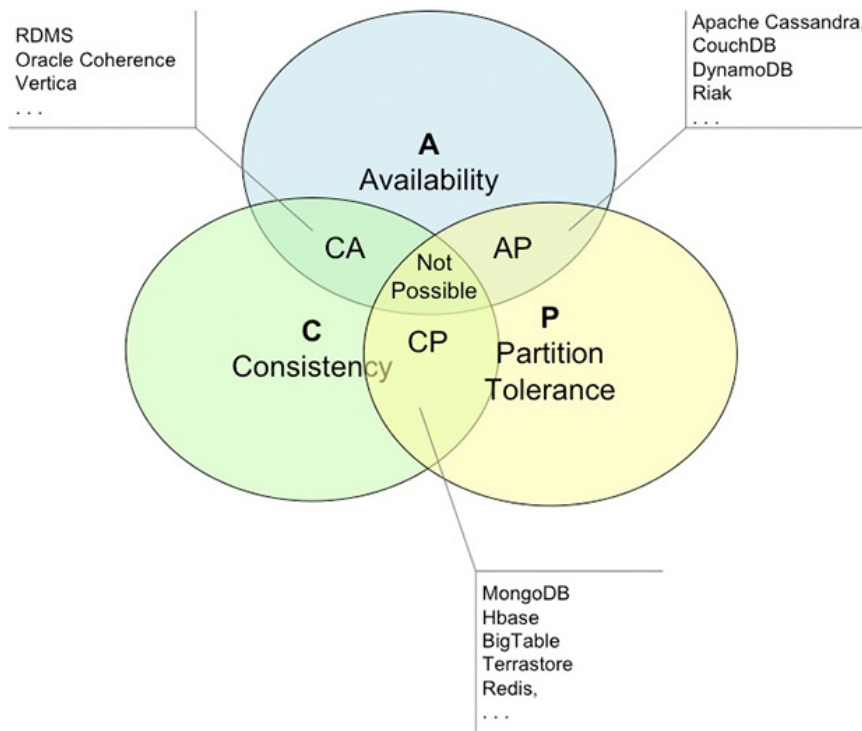 RDMS
Oracle Coherence
Vertica
. . .
Apache Cassandra,
CouchDB
DynamoDB
Riak
. . .
A
Availability
CA
AP
Not
Possible
C
Consistency
CP
P
Partition
Tolerance
MongoDB
Hbase
BigTable
Terrastore
Redis,
. . .